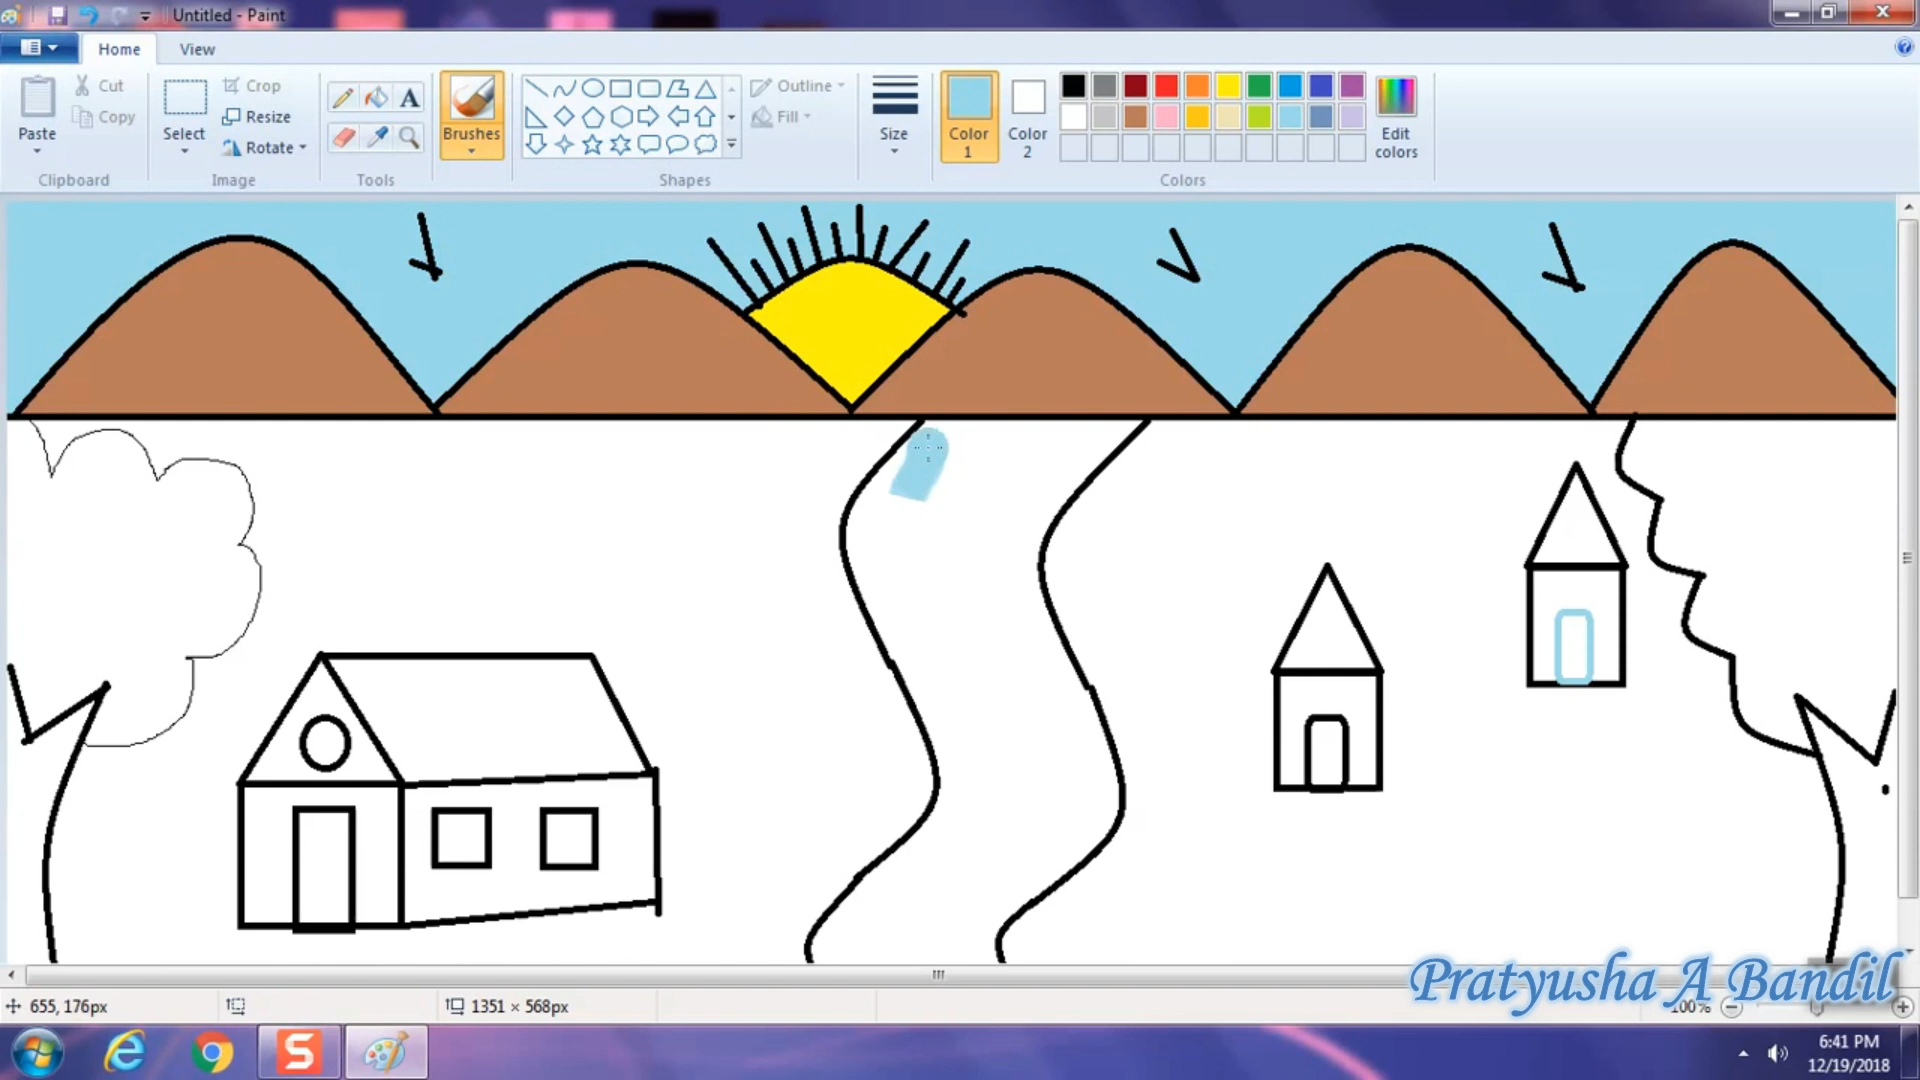 Untitled - Paint
Home View
Paste
Cut
Copy
Clipboard
Select
Crop
Resize
Rotate
Image
A
Tools
Brushes
Outline
Fill
Shapes
Size
Color 1
Color 2
Edit colors
Colors
Pratyusha A Bandil
655, 176px
1351 × 568px
100%
S
6:41 PM
12/19/2018